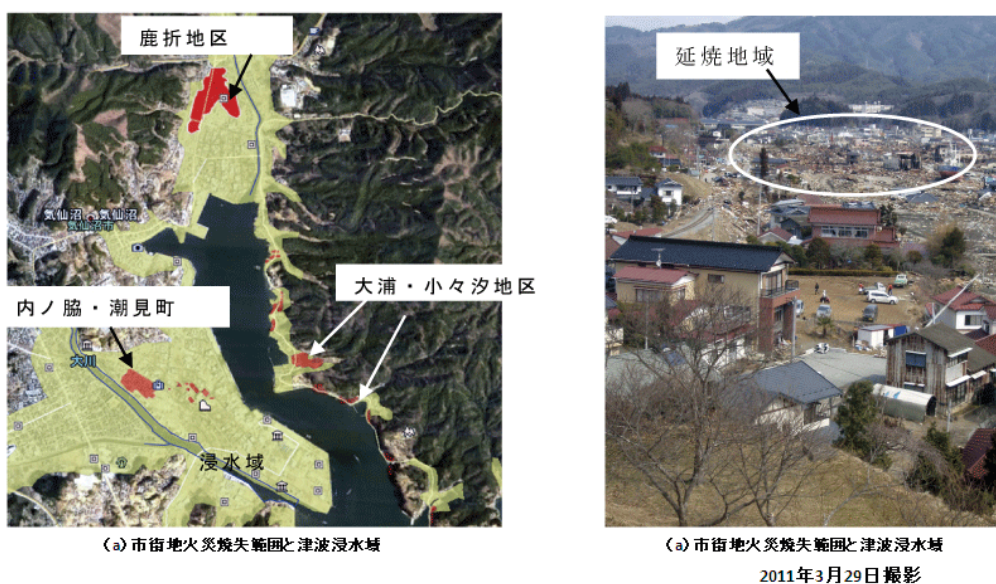 鹿折地区
気仙沼 気仙沼
気仙沼市
大浦・小々汐地区
内ノ脇・潮見町
大川
浸水域
(a)市街地火災焼失範囲と津波浸水域
延焼地域
(a)市街地火災焼失範囲と津波浸水域
2011年3月29日撮影